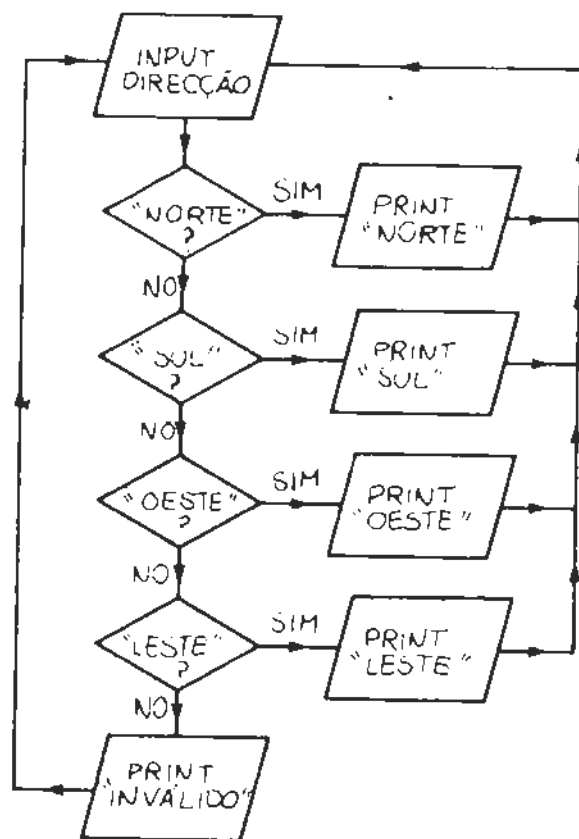 INPUT
DIRECÇÃO
"NORTE"
?
SIM
PRINT
"NORTE"
NO
"SUL"
?
SIM
PRINT
"SUL"
NO
"OESTE"
?
SIM
PRINT
"OESTE"
NO
"LESTE"
?
SIM
PRINT
"LESTE"
NO
PRINT
"INVÁLIDO"